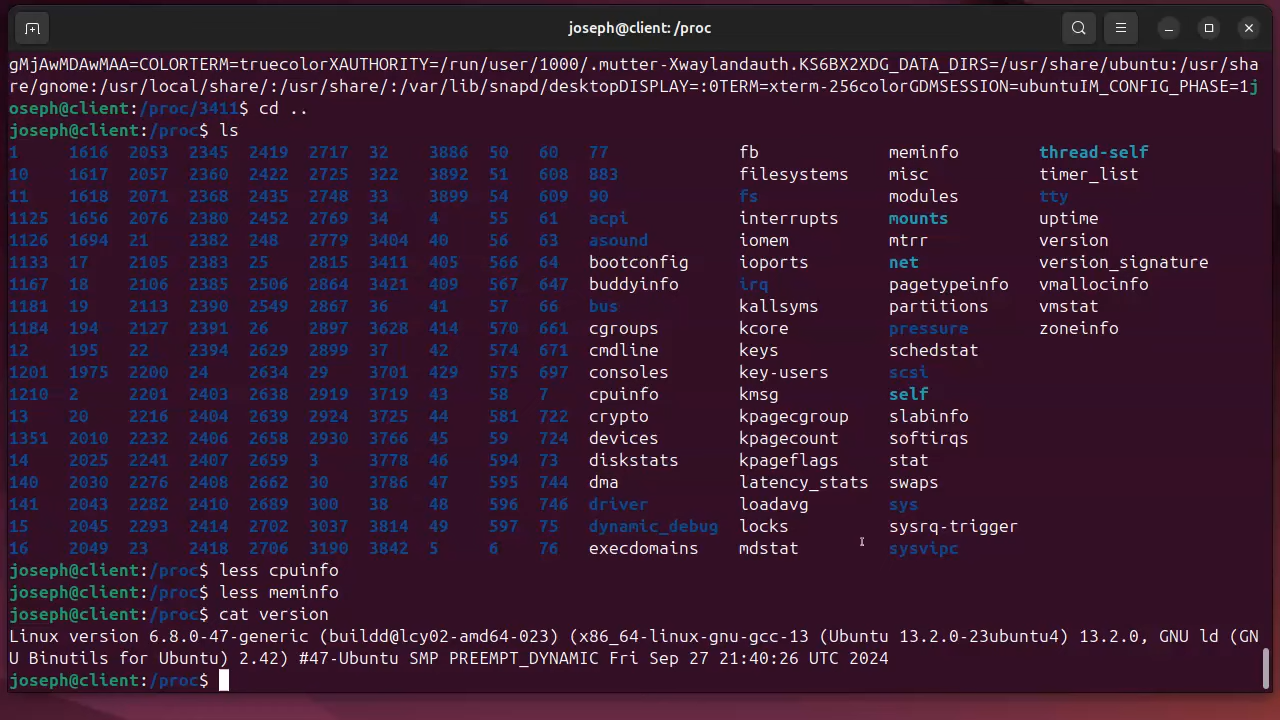 joseph@client: /proc
gMjAwMDAwMAA=COLORTERM=truecolorXAUTHORITY=/run/user/1000/.mutter-Xwaylandauth.KS6BX2XDG_DATA_DIRS=/usr/share/ubuntu:/usr/sha
re/gnome:/usr/local/share/:/usr/share/:/var/lib/snapd/desktopDISPLAY=:0TERM=xterm-256colorGDMSESSION=ubuntuIM_CONFIG_PHASE=1j
oseph@client:/proc/3411$ cd ..
joseph@client:/proc$ ls
1 1616 2053 2345 2419 2717 32 3886 50 60 77 fb meminfo thread-self
10 1617 2057 2360 2422 2725 322 3892 51 608 883 filesystems misc timer_list
11 1618 2071 2368 2435 2748 33 3899 54 609 90 fs modules tty
1125 1656 2076 2380 2452 2769 34 4 55 61 acpi interrupts mounts uptime
1126 1694 21 2382 248 2779 3404 40 56 63 asound iomem mtrr version
1133 17 2105 2383 25 2815 3411 405 566 64 bootconfig ioports net version_signature
1167 18 2106 2385 2506 2864 3421 409 567 647 buddyinfo irq pagetypeinfo vmallocinfo
1181 19 2113 2390 2549 2867 36 41 57 66 bus kallsyms partitions vmstat
1184 194 2127 2391 26 2897 3628 414 570 661 cgroups kcore pressure zoneinfo
12 195 22 2394 2629 2899 37 42 574 671 cmdline keys schedstat
1201 1975 2200 24 2634 29 3701 429 575 697 consoles key-users scsi
1210 2 2201 2403 2638 2919 3719 43 58 7 cpuinfo kmsg self
13 20 2216 2404 2639 2924 3725 44 581 722 crypto kpagecgroup slabinfo
1351 2010 2232 2406 2658 2930 3766 45 59 724 devices kpagecount softirqs
14 2025 2241 2407 2659 3 3778 46 594 73 diskstats kpageflags stat
140 2030 2276 2408 2662 30 3786 47 595 744 dma latency_stats swaps
141 2043 2282 2410 2689 300 38 48 596 746 driver loadavg sys
15 2045 2293 2414 2702 3037 3814 49 597 75 dynamic_debug locks sysrq-trigger
16 2049 23 2418 2706 3190 3842 5 6 76 execdomains mdstat sysvipc
joseph@client:/proc$ less cpuinfo
joseph@client:/proc$ less meminfo
joseph@client:/proc$ cat version
Linux version 6.8.0-47-generic (buildd@lcy02-amd64-023) (x86_64-linux-gnu-gcc-13 (Ubuntu 13.2.0-23ubuntu4) 13.2.0, GNU ld (GN
U Binutils for Ubuntu) 2.42) #47-Ubuntu SMP PREEMPT_DYNAMIC Fri Sep 27 21:40:26 UTC 2024
joseph@client:/proc$